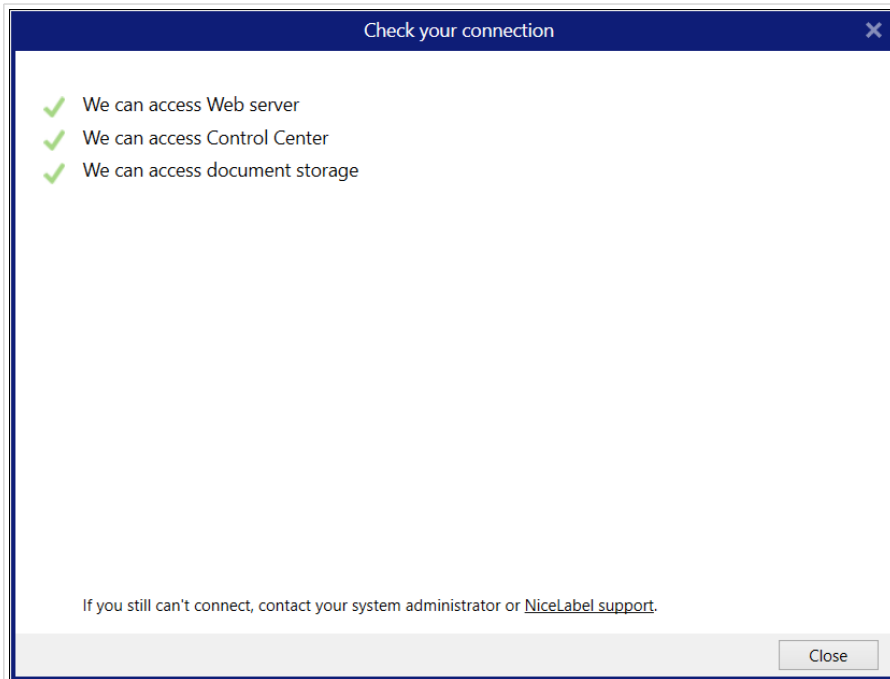 Check your connection
We can access Web server
We can access Control Center
We can access document storage
If you still can't connect, contact your system administrator or NiceLabel support.
Close